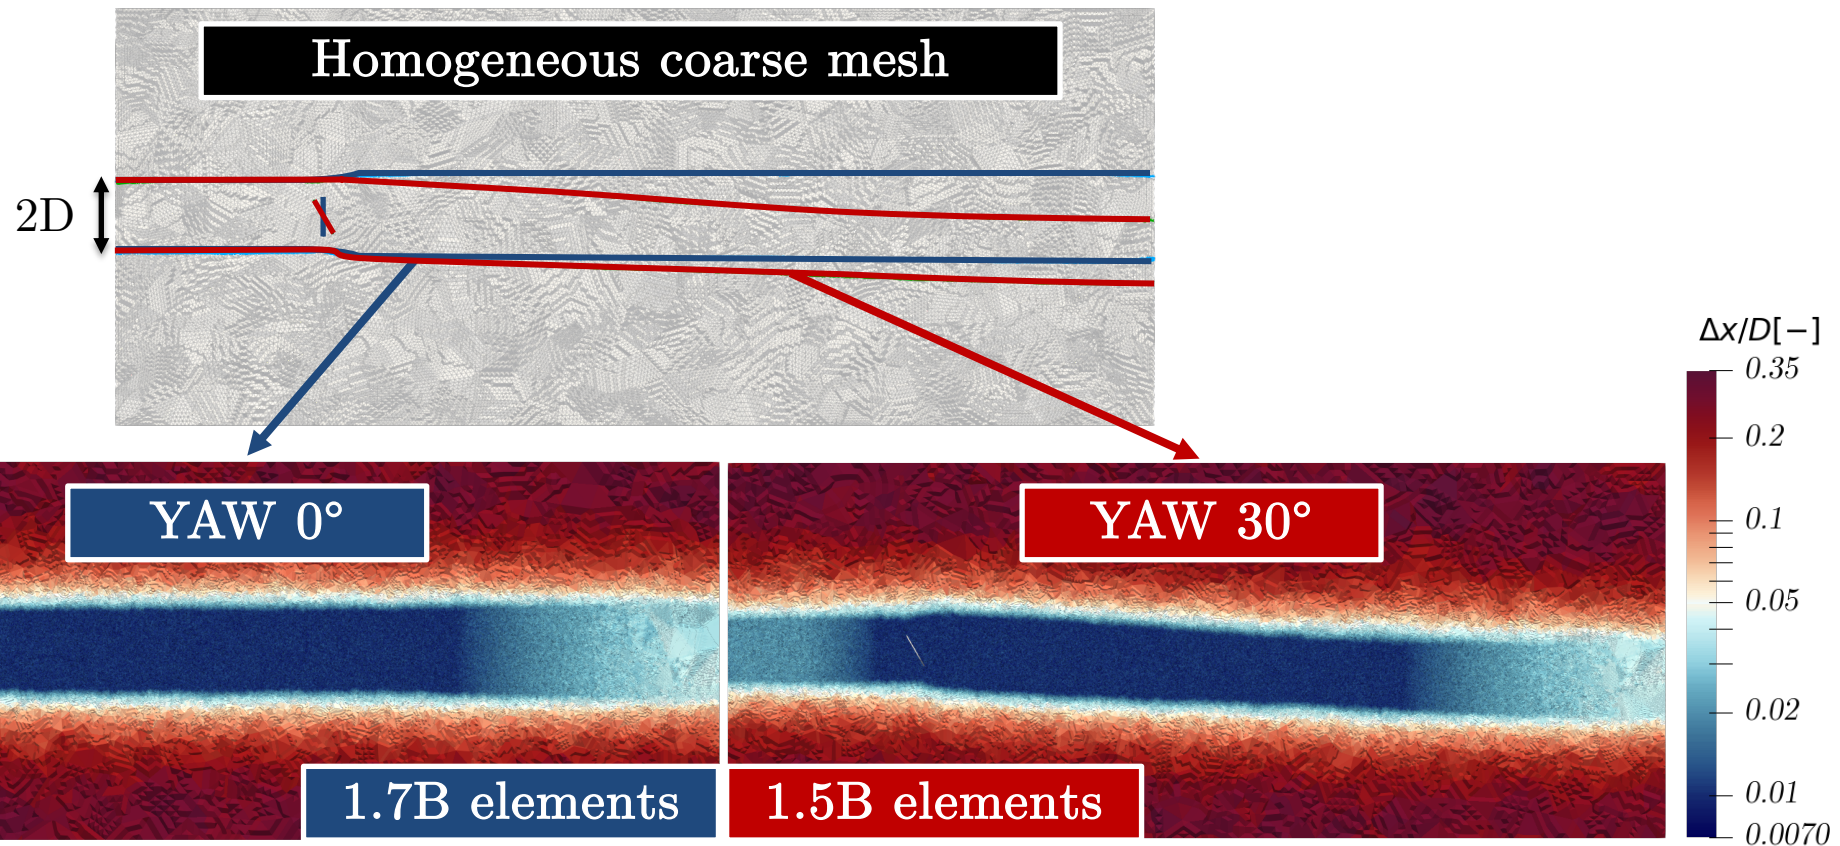 Homogeneous coarse mesh
2D
YAW 0°
YAW 30°
1.7B elements
1.5B elements
Δx/D[−]
0.35
0.2
0.1
0.05
0.02
0.01
0.0070